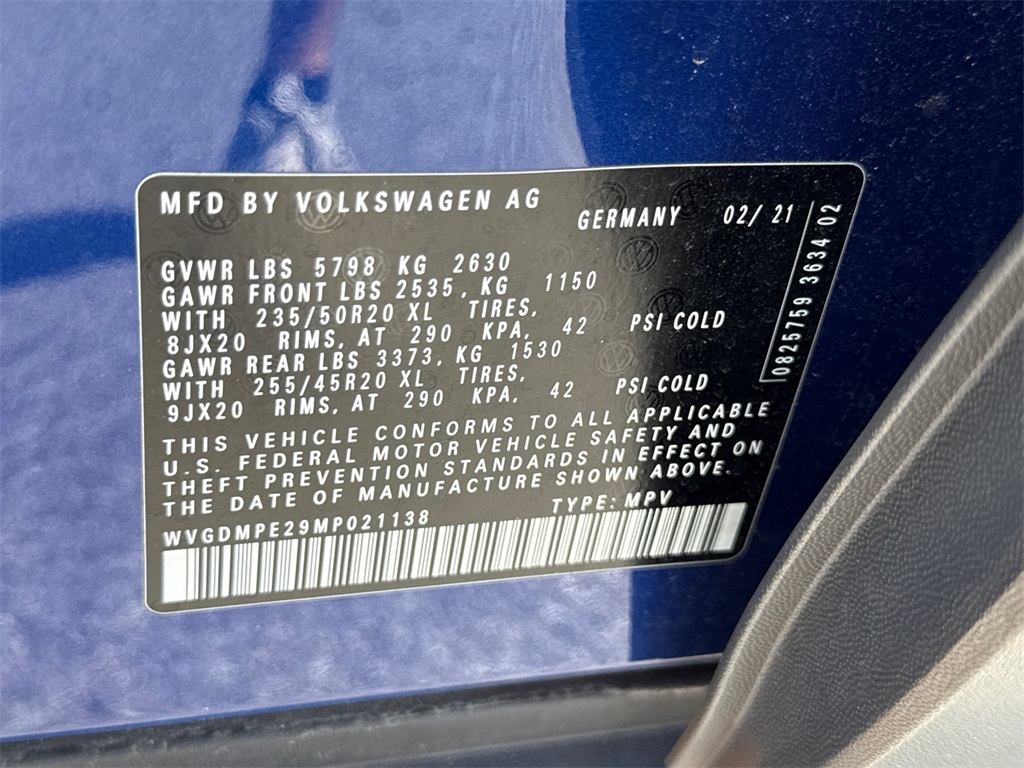 MFD BY VOLKSWAGEN AG
GERMANY 02/ 21
GVWR LBS 5798 KG 2630
GAWR FRONT LBS 2535, KG 1150
WITH 235/50R20 XL TIRES,
8JX20 RIMS, AT 290 KPA, 42 PSI COLD
GAWR REAR LBS 3373, KG 1530
WITH 255/45R20 XL TIRES,
9JX20 RIMS, AT 290 KPA, 42 PSI COLD
THIS VEHICLE CONFORMS TO ALL APPLICABLE
U.S. FEDERAL MOTOR VEHICLE SAFETY AND
THEFT PREVENTION STANDARDS IN EFFECT ON
THE DATE OF MANUFACTURE SHOWN ABOVE.
WVGDMPE29MP021138 TYPE: MPV
0825759 3634 02